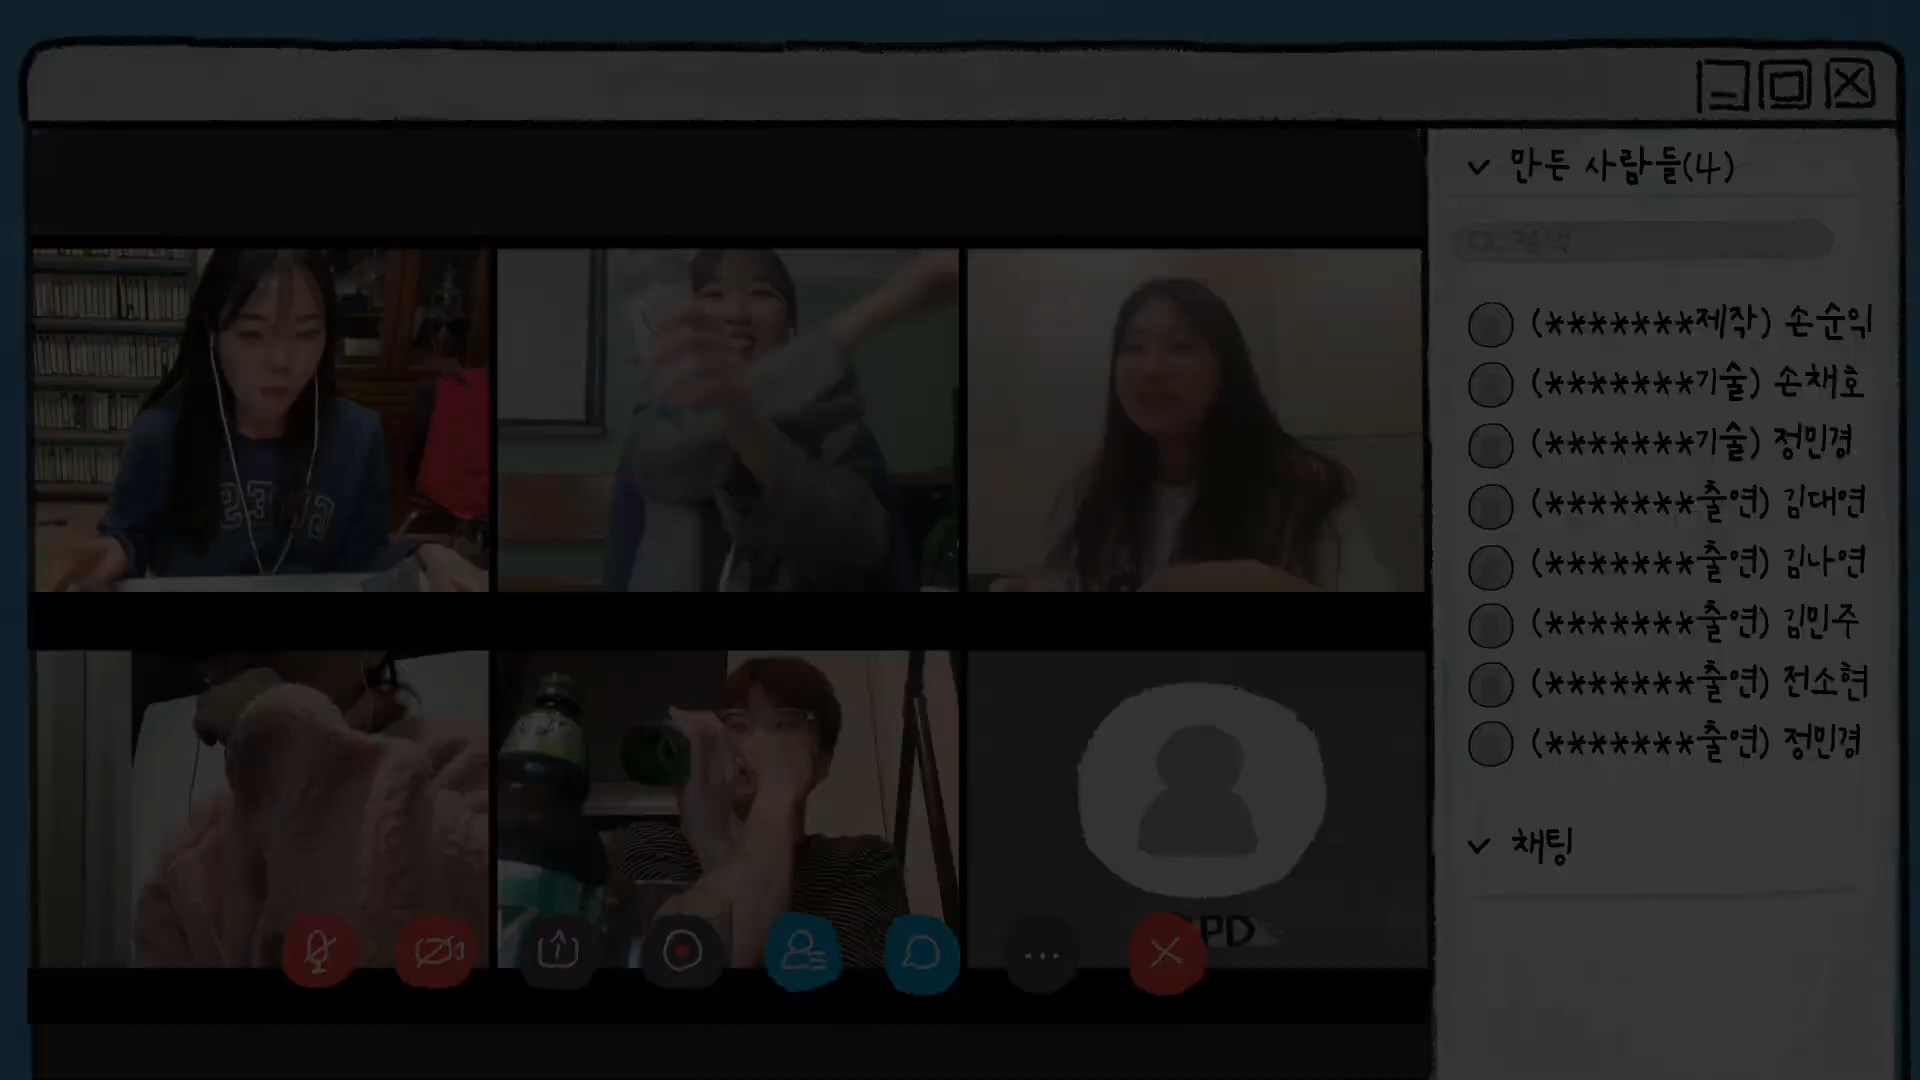 만든 사람들(4)
검색
(*******제작) 손순익
(*******기술) 손채호
(*******기술) 정민경
(*******출연) 김대연
(*******출연) 김나연
(*******출연) 김민주
(*******출연) 전소현
(*******출연) 정민경
채팅
PD